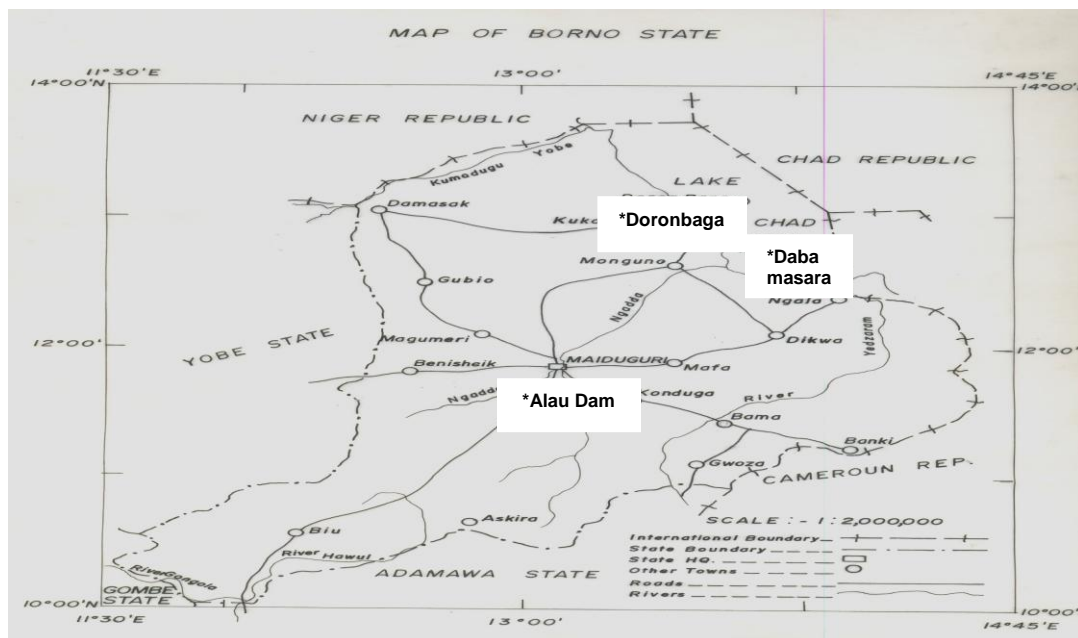 MAP OF BORNO STATE
11°30'E
13°00'
14°45'E
14°00'N
14°00'N
NIGER REPUBLIC
CHAD REPUBLIC
Kumadugu Yobe
LAKE
CHAD
Damasak
*Doronbaga
Monguno
*Daba
masara
Gubio
Ngala
Ngadda
Yedzaram
YOBE STATE
12°00'
12°00'
Magumeri
Dikwa
MAIDUGURI
Benisheik
Mafa
*Alau Dam
Konduga
River
Bama
Banki
Gwoza
CAMEROUN REP.
Askira
Biu
River Hawul
River Gongola
GOMBE
STATE
ADAMAWA STATE
SCALE :- 1:2,000,000
International Boundary
State Boundary
State HQ.
Other Towns
Roads
Rivers
10°00'N
10°00'N
11°30'E
13°00'
14°45'E